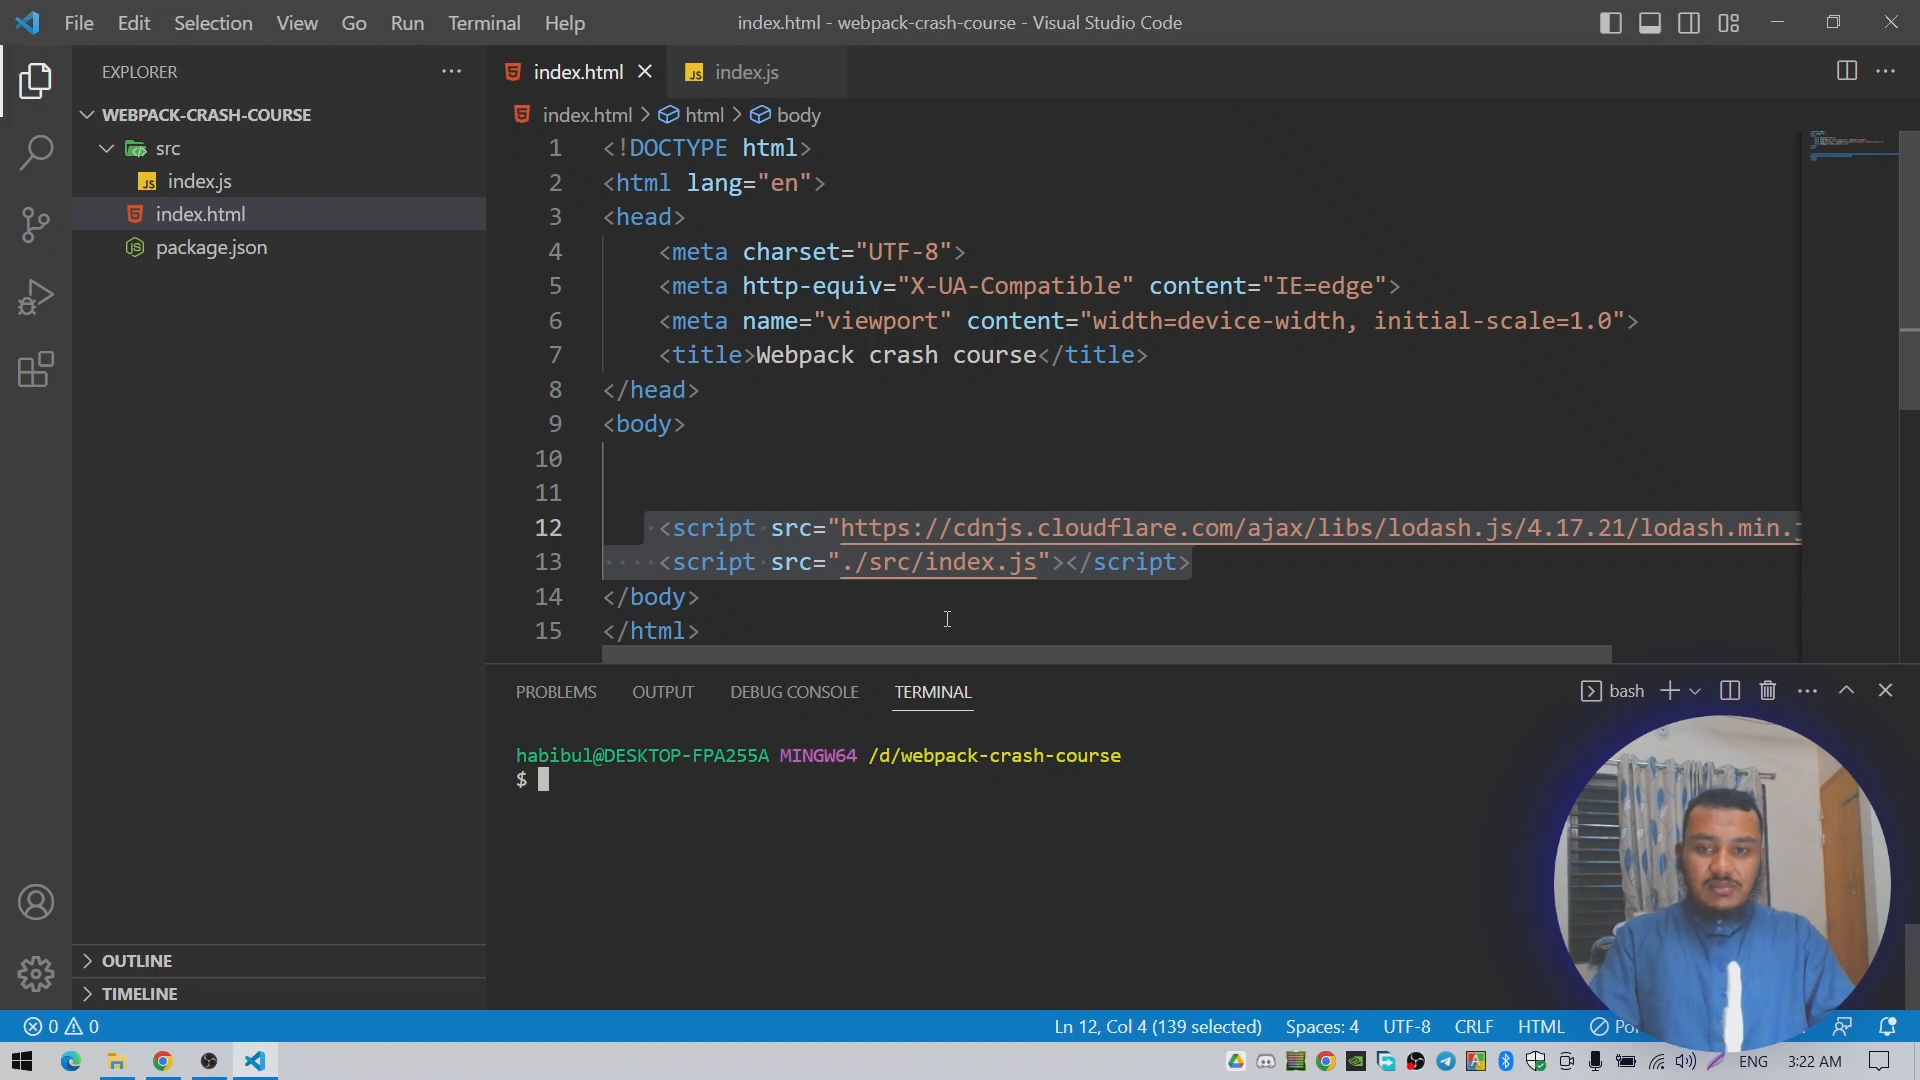 File Edit Selection View Go Run Terminal Help
index.html - webpack-crash-course - Visual Studio Code
EXPLORER
WEBPACK-CRASH-COURSE
src
index.js
index.html
package.json
OUTLINE
TIMELINE
index.html
index.js
index.html > html > body
1 <!DOCTYPE html>
2 <html lang="en">
3 <head>
4 <meta charset="UTF-8">
5 <meta http-equiv="X-UA-Compatible" content="IE=edge">
6 <meta name="viewport" content="width=device-width, initial-scale=1.0">
7 <title>Webpack crash course</title>
8 </head>
9 <body>
10
11
12 <script src="https://cdnjs.cloudflare.com/ajax/libs/lodash.js/4.17.21/lodash.min.j
13 <script src="./src/index.js"></script>
14 </body>
15 </html>
PROBLEMS OUTPUT DEBUG CONSOLE TERMINAL
bash
habibul@DESKTOP-FPA255A MINGW64 /d/webpack-crash-course
$
0 0
Ln 12, Col 4 (139 selected) Spaces: 4 UTF-8 CRLF HTML
ENG 3:22 AM